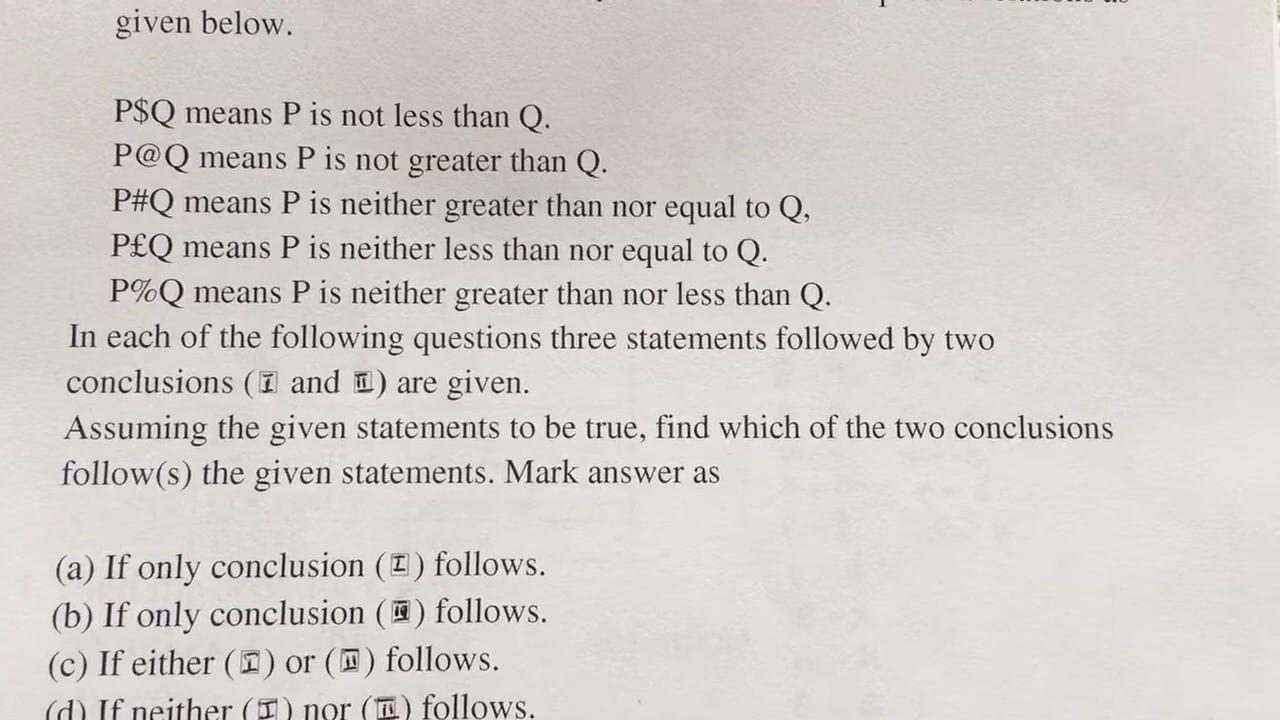 given below.
P$Q means P is not less than Q.
P@Q means P is not greater than Q.
P#Q means P is neither greater than nor equal to Q,
P£Q means P is neither less than nor equal to Q.
P%Q means P is neither greater than nor less than Q.
In each of the following questions three statements followed by two
conclusions (I and II) are given.
Assuming the given statements to be true, find which of the two conclusions
follow(s) the given statements. Mark answer as
(a) If only conclusion (I) follows.
(b) If only conclusion (II) follows.
(c) If either (I) or (II) follows.
(d) If neither (I) nor (II) follows.